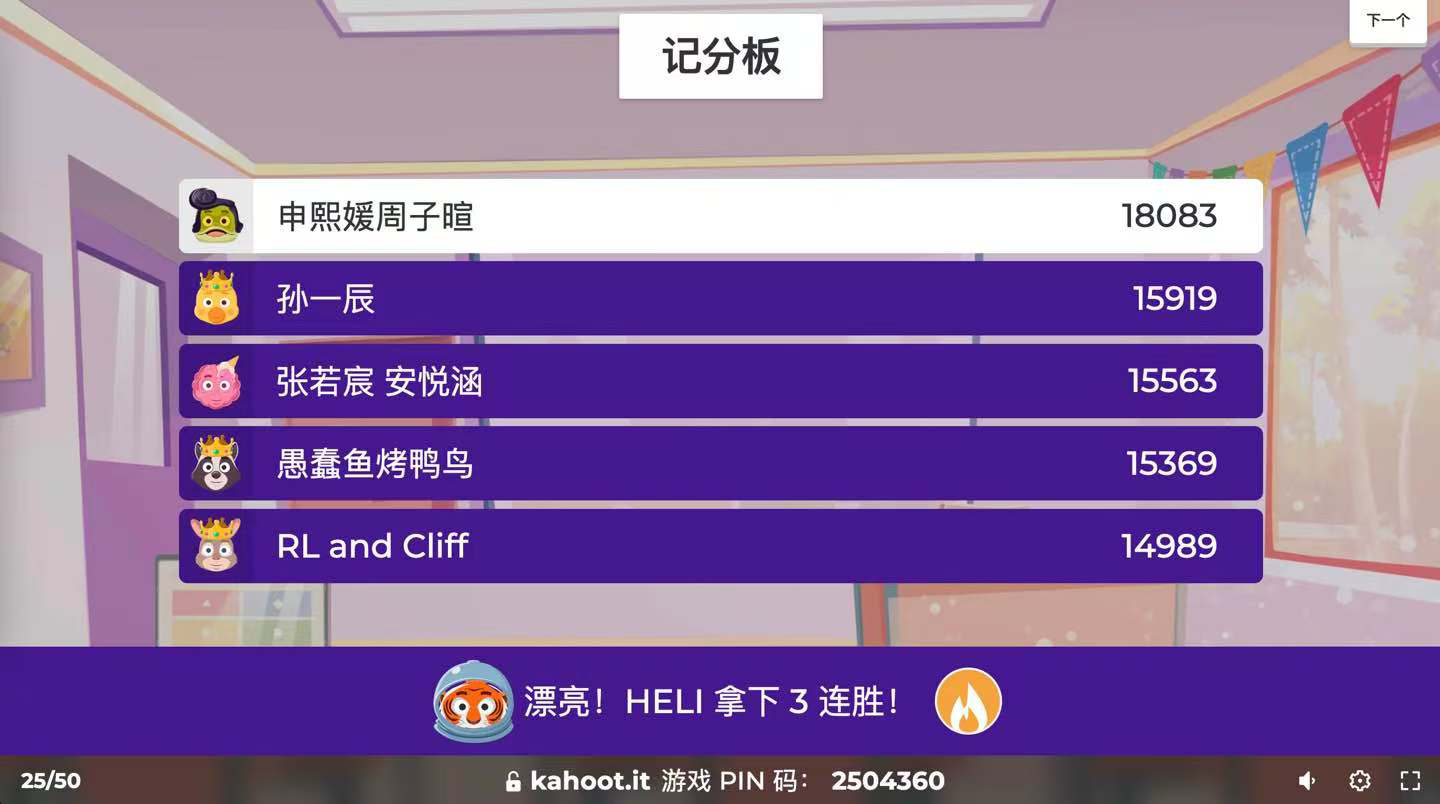 下一个
记分板
申熙媛周子暄 18083
孙一辰 15919
张若宸 安悦涵 15563
愚蠢鱼烤鸭鸟 15369
RL and Cliff 14989
漂亮！HELI 拿下 3 连胜！
25/50 kahoot.it 游戏 PIN 码： 2504360